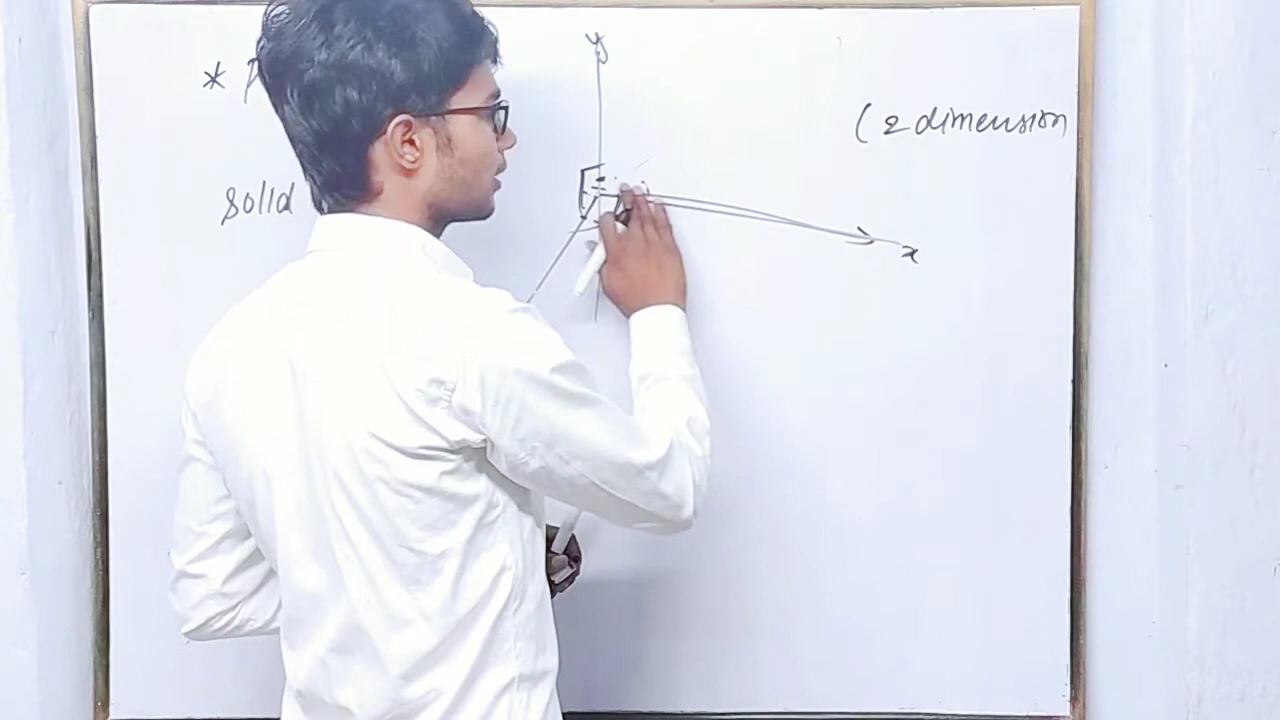 y
*
(2 dimension
solid
x